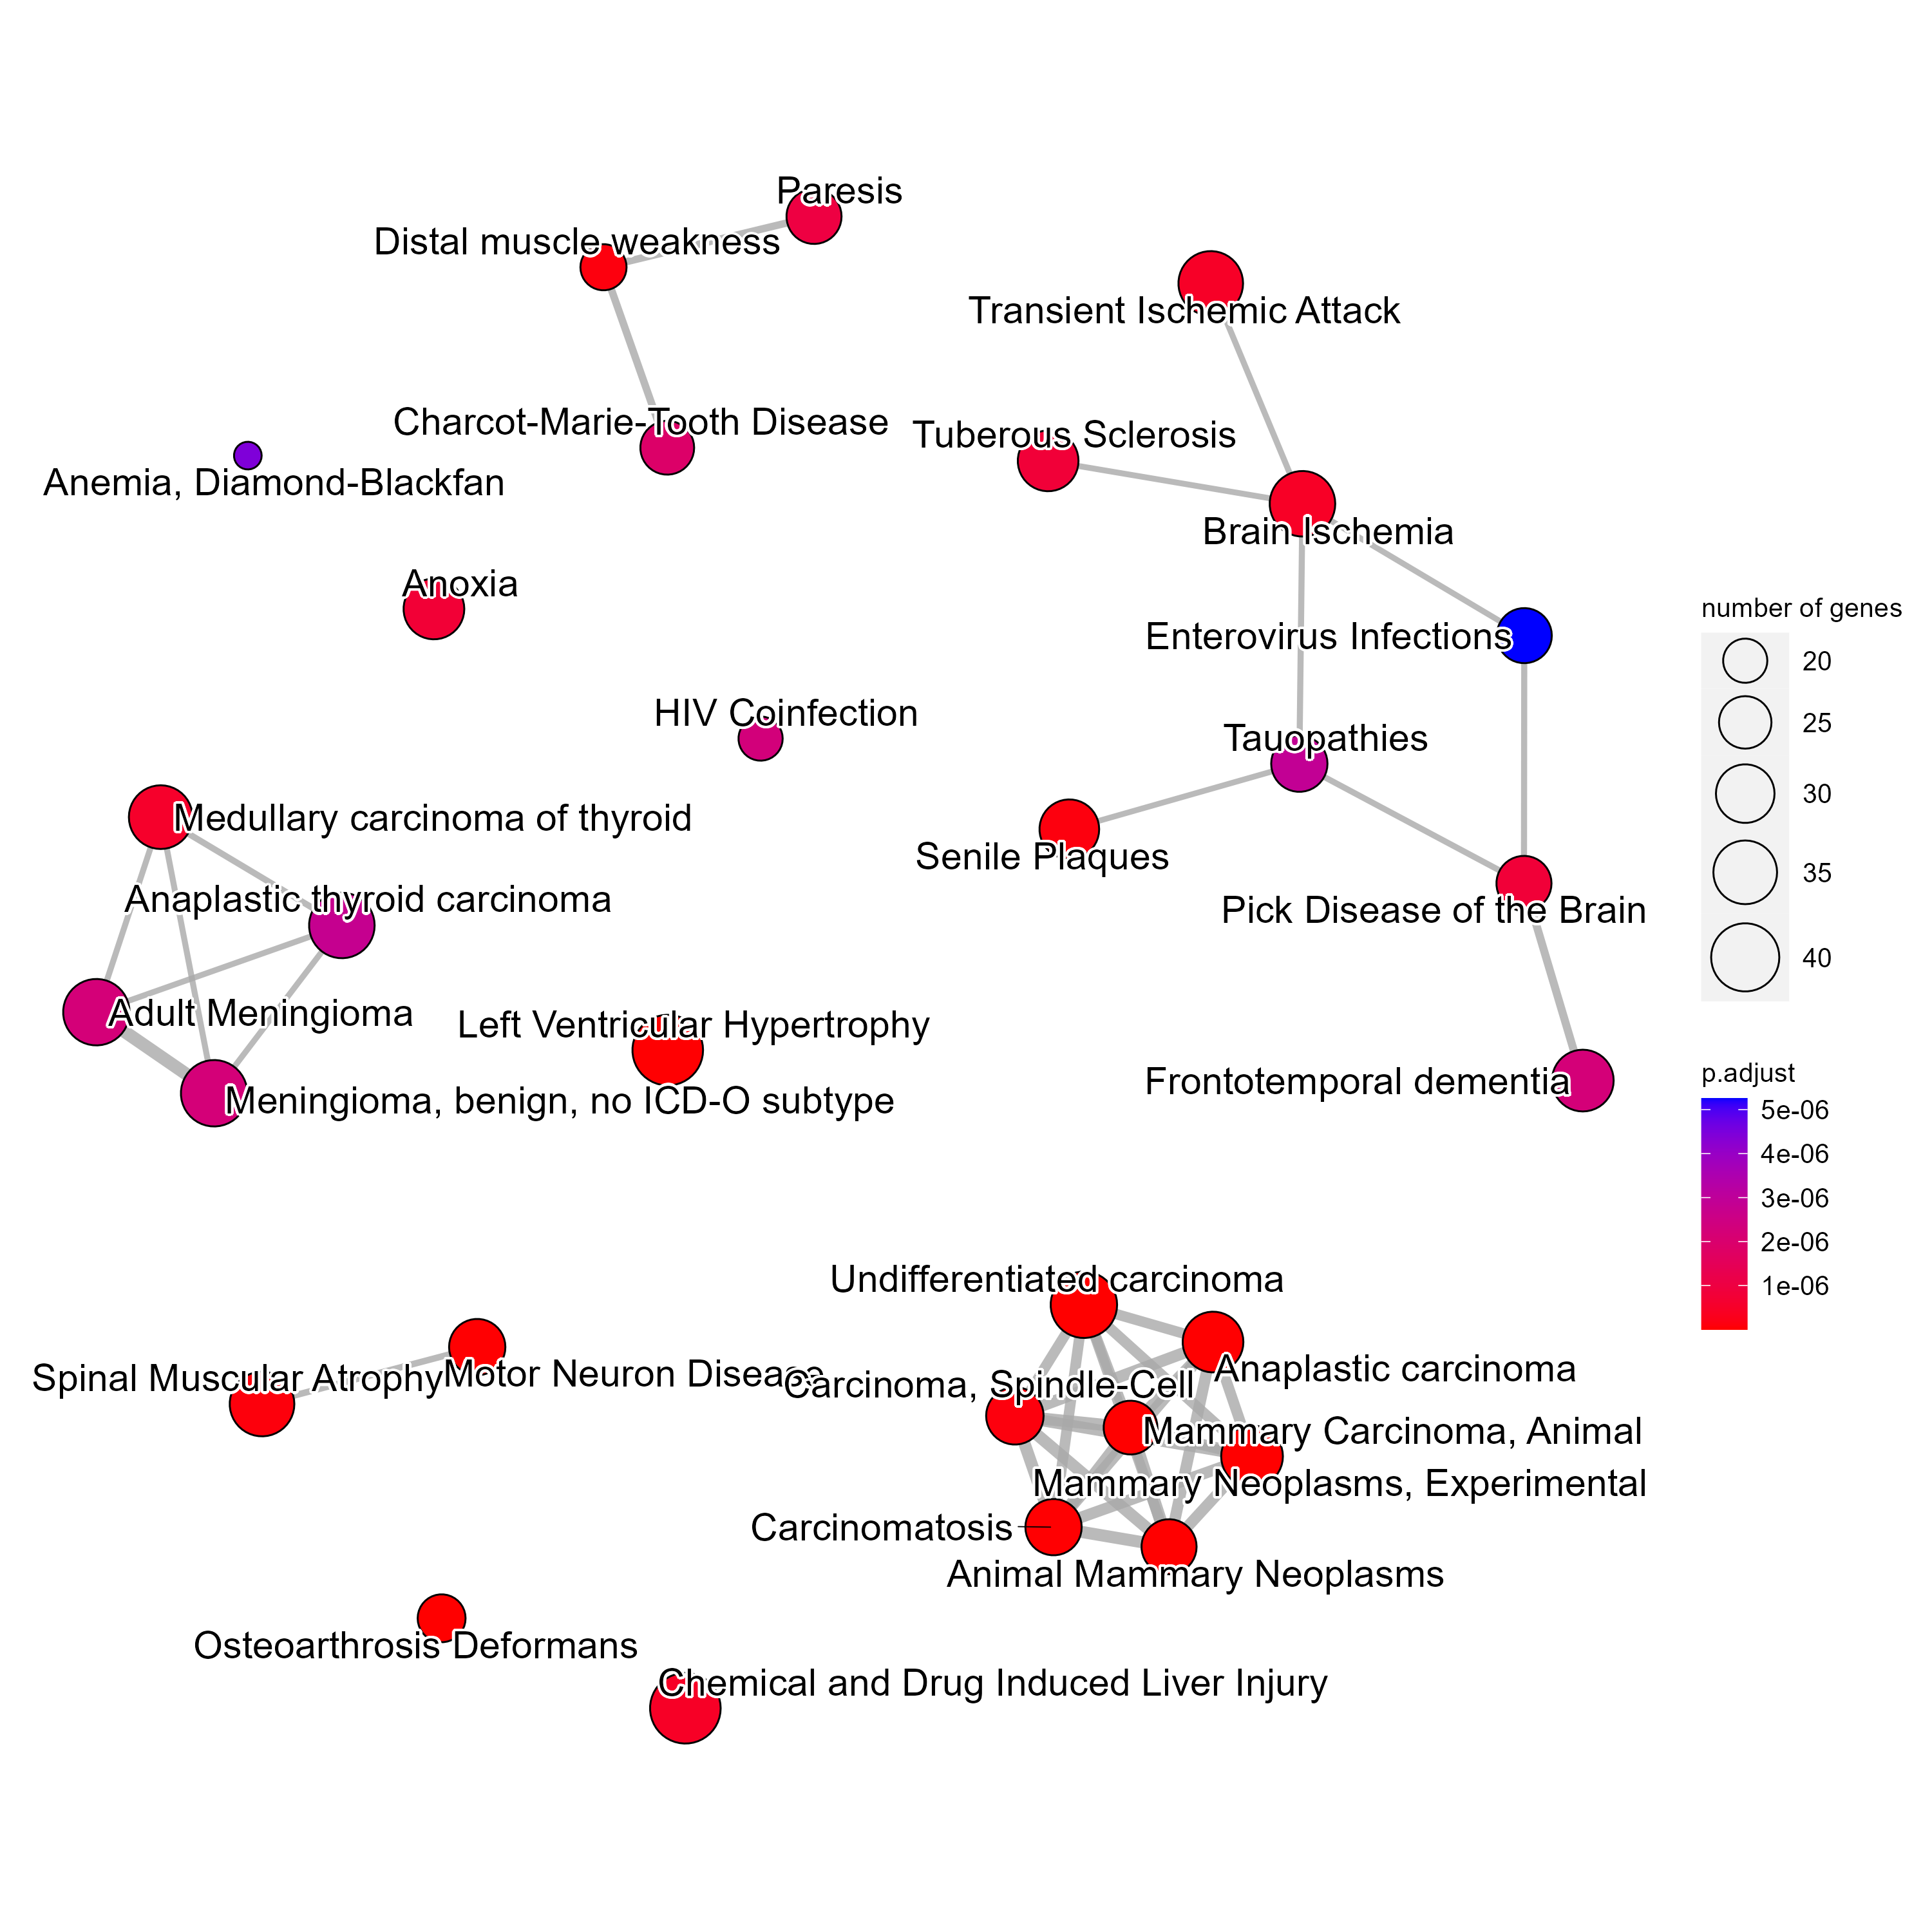 Paresis
Distal muscle weakness
Transient Ischemic Attack
Charcot-Marie-Tooth Disease
Tuberous Sclerosis
Anemia, Diamond-Blackfan
Brain Ischemia
Anoxia
Enterovirus Infections
HIV Coinfection
Tauopathies
Medullary carcinoma of thyroid
Senile Plaques
Anaplastic thyroid carcinoma
Pick Disease of the Brain
Adult Meningioma
Left Ventricular Hypertrophy
Frontotemporal dementia
Meningioma, benign, no ICD-O subtype
number of genes
20
25
30
35
40
p.adjust
5e-06
4e-06
3e-06
2e-06
1e-06
Undifferentiated carcinoma
Anaplastic carcinoma
Spinal Muscular Atrophy
Motor Neuron Disease
Carcinoma, Spindle-Cell
Mammary Carcinoma, Animal
Mammary Neoplasms, Experimental
Carcinomatosis
Animal Mammary Neoplasms
Osteoarthrosis Deformans
Chemical and Drug Induced Liver Injury